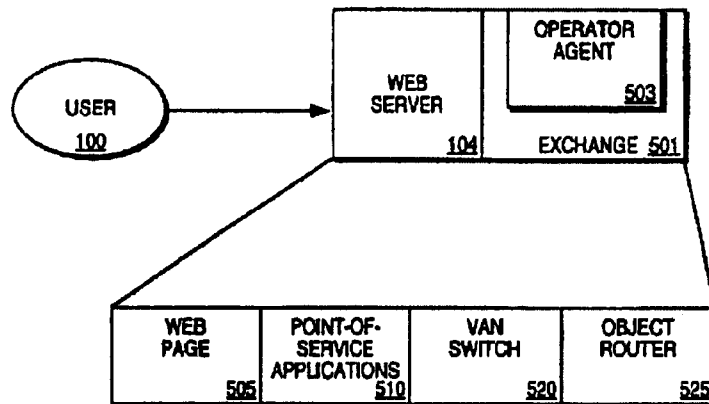 USER
100
WEB
SERVER
104
OPERATOR
AGENT
503
EXCHANGE 501
WEB
PAGE
505
POINT-OF-
SERVICE
APPLICATIONS
510
VAN
SWITCH
520
OBJECT
ROUTER
525